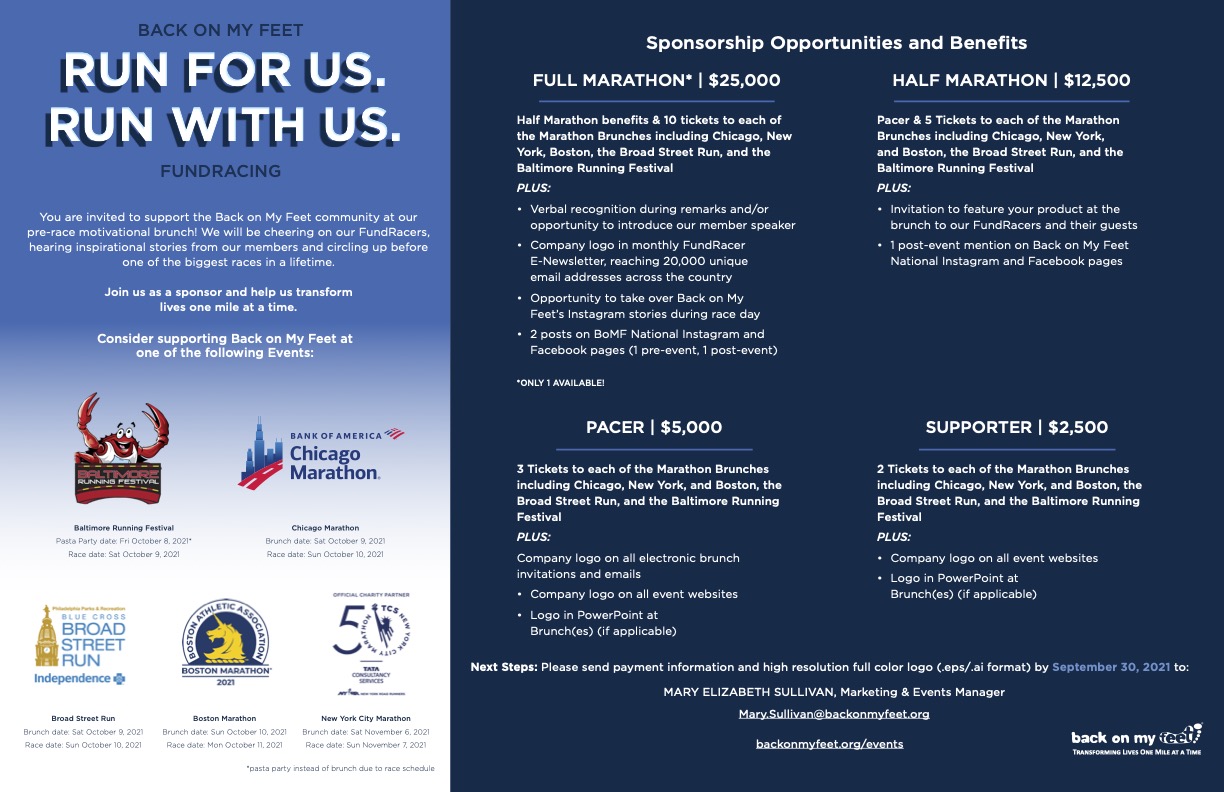 BACK ON MY FEET
RUN FOR US.
RUN WITH US.
FUNDRACING
You are invited to support the Back on My Feet community at our
pre-race motivational brunch! We will be cheering on our FundRacers,
hearing inspirational stories from our members and circling up before
one of the biggest races in a lifetime.
Join us as a sponsor and help us transform
lives one mile at a time.
Consider supporting Back on My Feet at
one of the following Events:
BALTIMORE
RUNNING FESTIVAL
BANK OF AMERICA
Chicago
Marathon®
Baltimore Running Festival
Pasta Party date: Fri October 8, 2021*
Race date: Sat October 9, 2021
Chicago Marathon
Brunch date: Sat October 9, 2021
Race date: Sun October 10, 2021
Philadelphia Parks & Recreation
BLUE CROSS
BROAD
STREET
RUN
Independence
BOSTON ATHLETIC ASSOCIATION
BOSTON MARATHON®
2021
OFFICIAL CHARITY PARTNER
50
TCS
NEW YORK CITY MARATHON
TATA
CONSULTANCY
SERVICES
NEW YORK ROAD RUNNERS
Broad Street Run
Brunch date: Sat October 9, 2021
Race date: Sun October 10, 2021
Boston Marathon
Brunch date: Sun October 10, 2021
Race date: Mon October 11, 2021
New York City Marathon
Brunch date: Sat November 6, 2021
Race date: Sun November 7, 2021
*pasta party instead of brunch due to race schedule
Sponsorship Opportunities and Benefits
FULL MARATHON* | $25,000
Half Marathon benefits & 10 tickets to each of
the Marathon Brunches including Chicago, New
York, Boston, the Broad Street Run, and the
Baltimore Running Festival
PLUS:
• Verbal recognition during remarks and/or
opportunity to introduce our member speaker
• Company logo in monthly FundRacer
E-Newsletter, reaching 20,000 unique
email addresses across the country
• Opportunity to take over Back on My
Feet's Instagram stories during race day
• 2 posts on BoMF National Instagram and
Facebook pages (1 pre-event, 1 post-event)
*ONLY 1 AVAILABLE!
HALF MARATHON | $12,500
Pacer & 5 Tickets to each of the Marathon
Brunches including Chicago, New York,
and Boston, the Broad Street Run, and the
Baltimore Running Festival
PLUS:
• Invitation to feature your product at the
brunch to our FundRacers and their guests
• 1 post-event mention on Back on My Feet
National Instagram and Facebook pages
PACER | $5,000
3 Tickets to each of the Marathon Brunches
including Chicago, New York, and Boston, the
Broad Street Run, and the Baltimore Running
Festival
PLUS:
Company logo on all electronic brunch
invitations and emails
• Company logo on all event websites
• Logo in PowerPoint at
Brunch(es) (if applicable)
SUPPORTER | $2,500
2 Tickets to each of the Marathon Brunches
including Chicago, New York, and Boston, the
Broad Street Run, and the Baltimore Running
Festival
PLUS:
• Company logo on all event websites
• Logo in PowerPoint at
Brunch(es) (if applicable)
Next Steps: Please send payment information and high resolution full color logo (.eps/.ai format) by September 30, 2021 to:
MARY ELIZABETH SULLIVAN, Marketing & Events Manager
Mary.Sullivan@backonmyfeet.org
backonmyfeet.org/events
back on my feet
TRANSFORMING LIVES ONE MILE AT A TIME